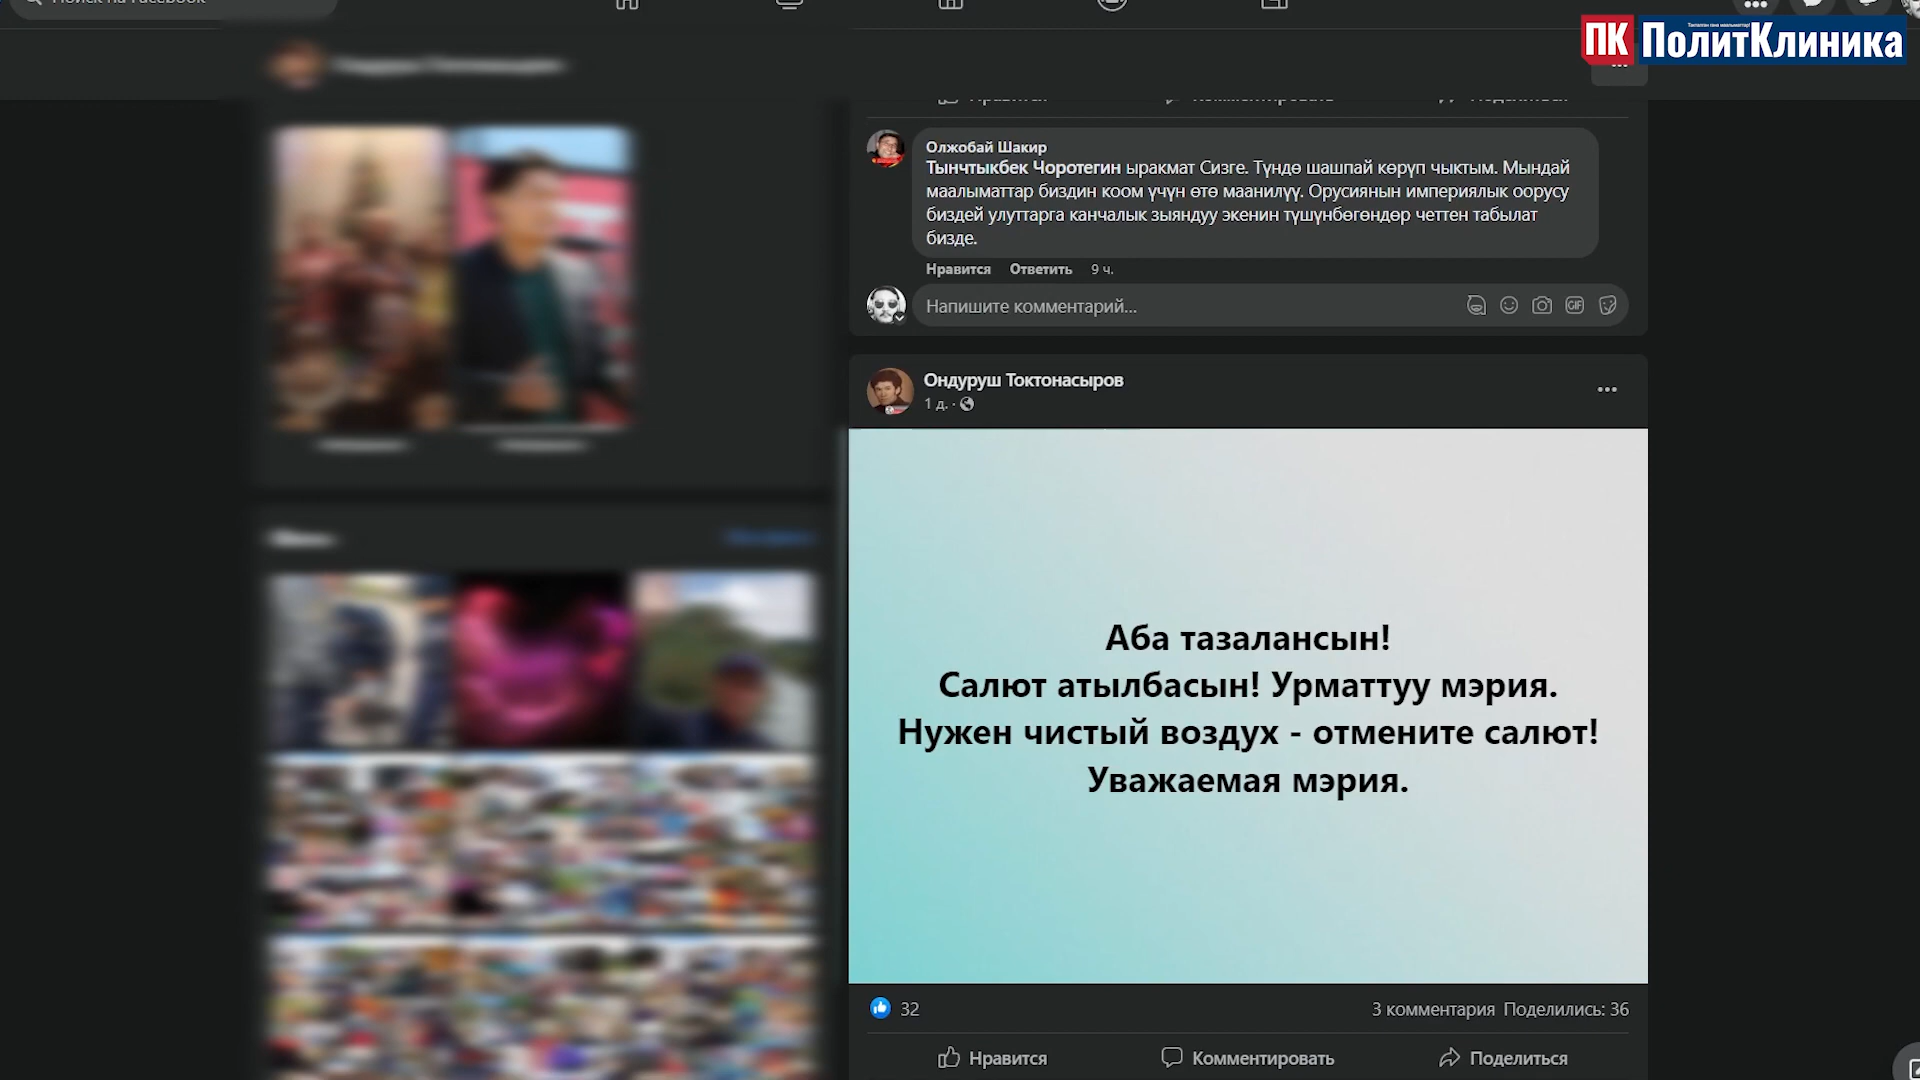 ПК ПолитКлиника
Олжобай Шакир
Тынчтыкбек Чоротегин ыракмат Сизге. Түндө шашпай көрүп чыктым. Мындай
маалыматтар биздин коом үчүн өтө маанилүү. Орусиянын империялык оорусу
биздей улуттарга канчалык зыяндуу экенин түшүнбөгөндөр четтен табылат
бизде.
Нравится Ответить 9 ч.
Напишите комментарий...
GIF
Ондуруш Токтонасыров
1 д. ·
Аба тазалансын!
Салют атылбасын! Урматтуу мэрия.
Нужен чистый воздух - отмените салют!
Уважаемая мэрия.
32
3 комментария Поделились: 36
Нравится Комментировать Поделиться